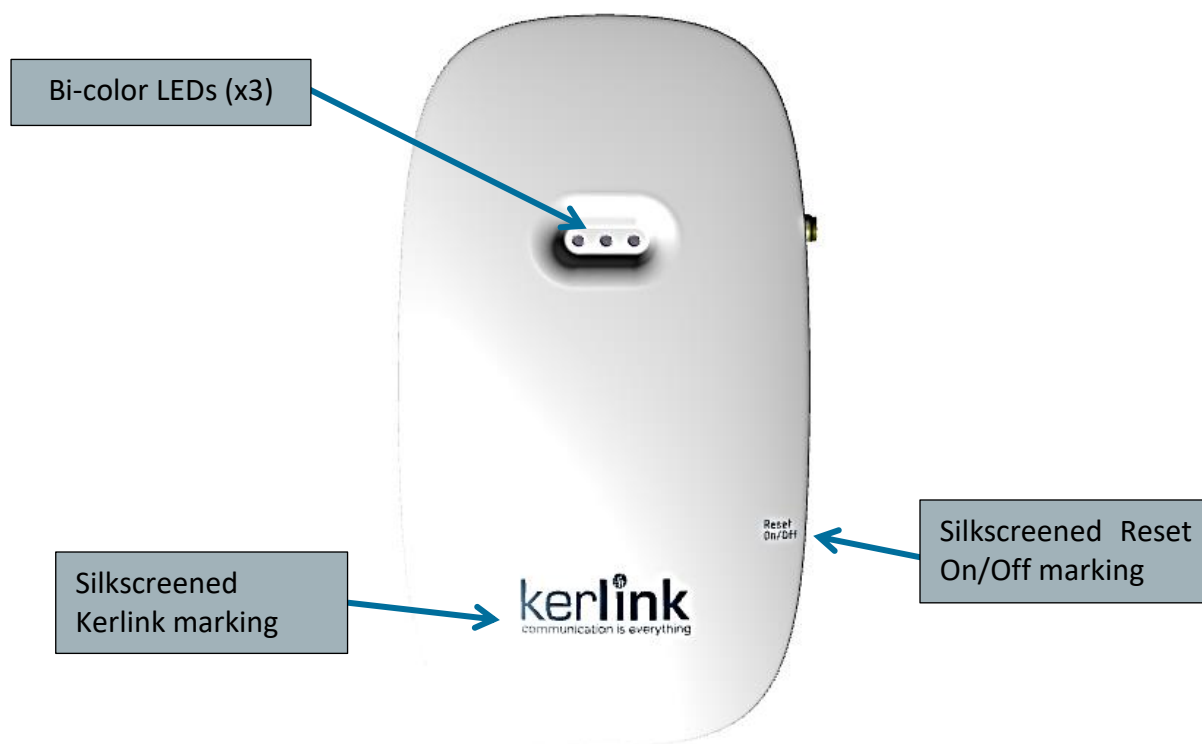 Bi-color LEDs (x3)
Reset
On/Off
Silkscreened Reset
On/Off marking
Silkscreened
Kerlink marking
kerlink
communication is everything